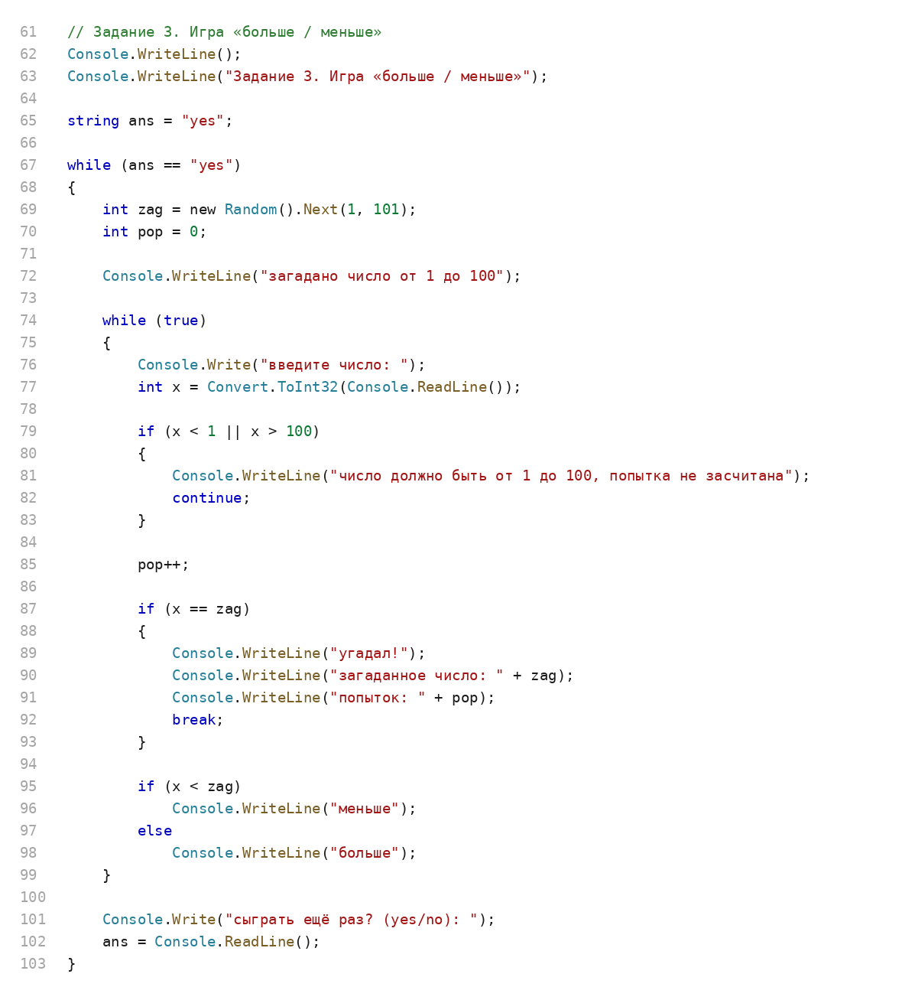 61 // Задание 3. Игра «больше / меньше»
62 Console.WriteLine();
63 Console.WriteLine("Задание 3. Игра «больше / меньше»");
64
65 string ans = "yes";
66
67 while (ans == "yes")
68 {
69     int zag = new Random().Next(1, 101);
70     int pop = 0;
71
72     Console.WriteLine("загадано число от 1 до 100");
73
74     while (true)
75     {
76         Console.Write("введите число: ");
77         int x = Convert.ToInt32(Console.ReadLine());
78
79         if (x < 1 || x > 100)
80         {
81             Console.WriteLine("число должно быть от 1 до 100, попытка не засчитана");
82             continue;
83         }
84
85         pop++;
86
87         if (x == zag)
88         {
89             Console.WriteLine("угадал!");
90             Console.WriteLine("загаданное число: " + zag);
91             Console.WriteLine("попыток: " + pop);
92             break;
93         }
94
95         if (x < zag)
96             Console.WriteLine("меньше");
97         else
98             Console.WriteLine("больше");
99     }
100
101     Console.Write("сыграть ещё раз? (yes/no): ");
102     ans = Console.ReadLine();
103 }